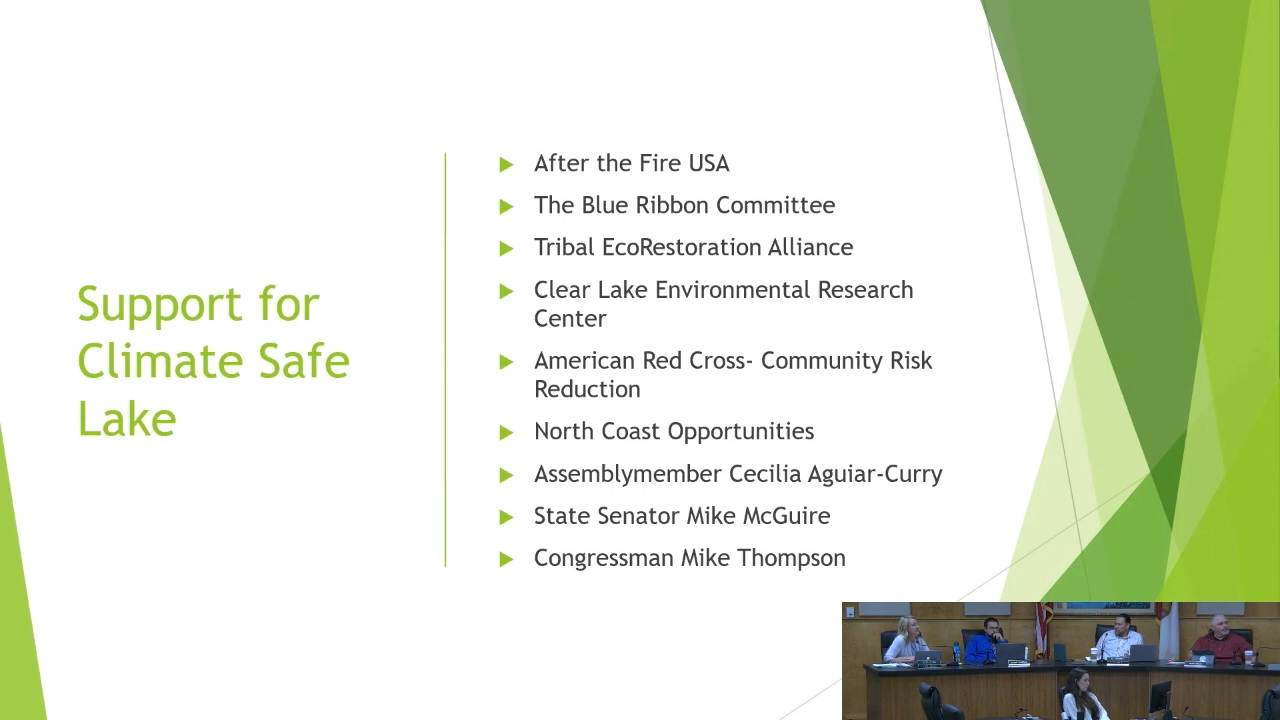 Support for
Climate Safe
Lake
After the Fire USA
The Blue Ribbon Committee
Tribal EcoRestoration Alliance
Clear Lake Environmental Research
Center
American Red Cross- Community Risk
Reduction
North Coast Opportunities
Assemblymember Cecilia Aguiar-Curry
State Senator Mike McGuire
Congressman Mike Thompson